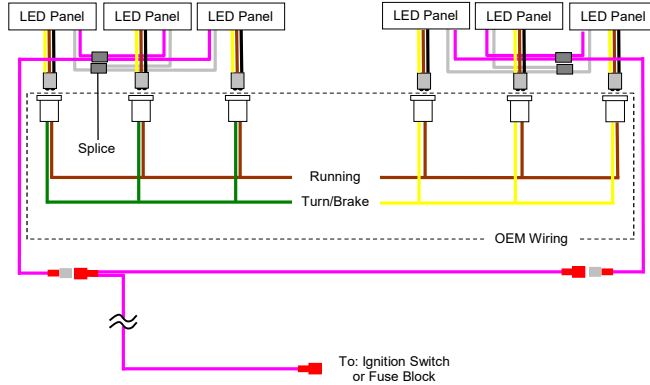 LED Panel
LED Panel
LED Panel
LED Panel
LED Panel
LED Panel
Splice
Running
Turn/Brake
OEM Wiring
To: Ignition Switch
or Fuse Block